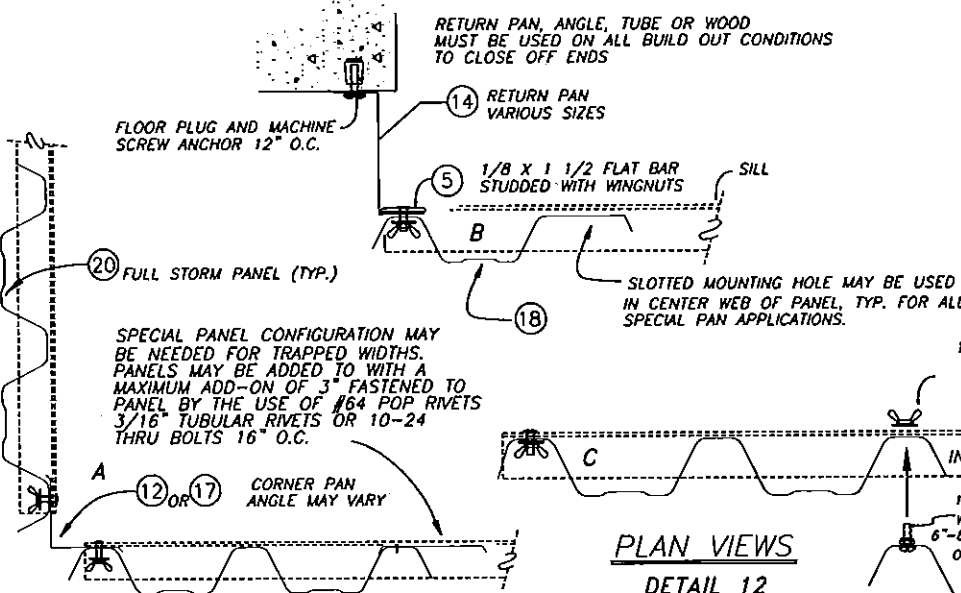 RETURN PAN, ANGLE, TUBE OR WOOD
MUST BE USED ON ALL BUILD OUT CONDITIONS
TO CLOSE OFF ENDS
14
RETURN PAN
VARIOUS SIZES
FLOOR PLUG AND MACHINE
SCREW ANCHOR 12" O.C.
5
1/8 X 1 1/2 FLAT BAR
STUDDED WITH WINGNUTS
SILL
B
20 FULL STORM PANEL (TYP.)
18
SLOTTED MOUNTING HOLE MAY BE USED
IN CENTER WEB OF PANEL, TYP. FOR ALL
SPECIAL PAN APPLICATIONS.
SPECIAL PANEL CONFIGURATION MAY
BE NEEDED FOR TRAPPED WIDTHS.
PANELS MAY BE ADDED TO WITH A
MAXIMUM ADD-ON OF 3" FASTENED TO
PANEL BY THE USE OF #64 POP RIVETS
3/16" TUBULAR RIVETS OR 10-24
THRU BOLTS 16" O.C.
A
12 OR 17
CORNER PAN
ANGLE MAY VARY
C
IN
PLAN VIEWS
DETAIL 12